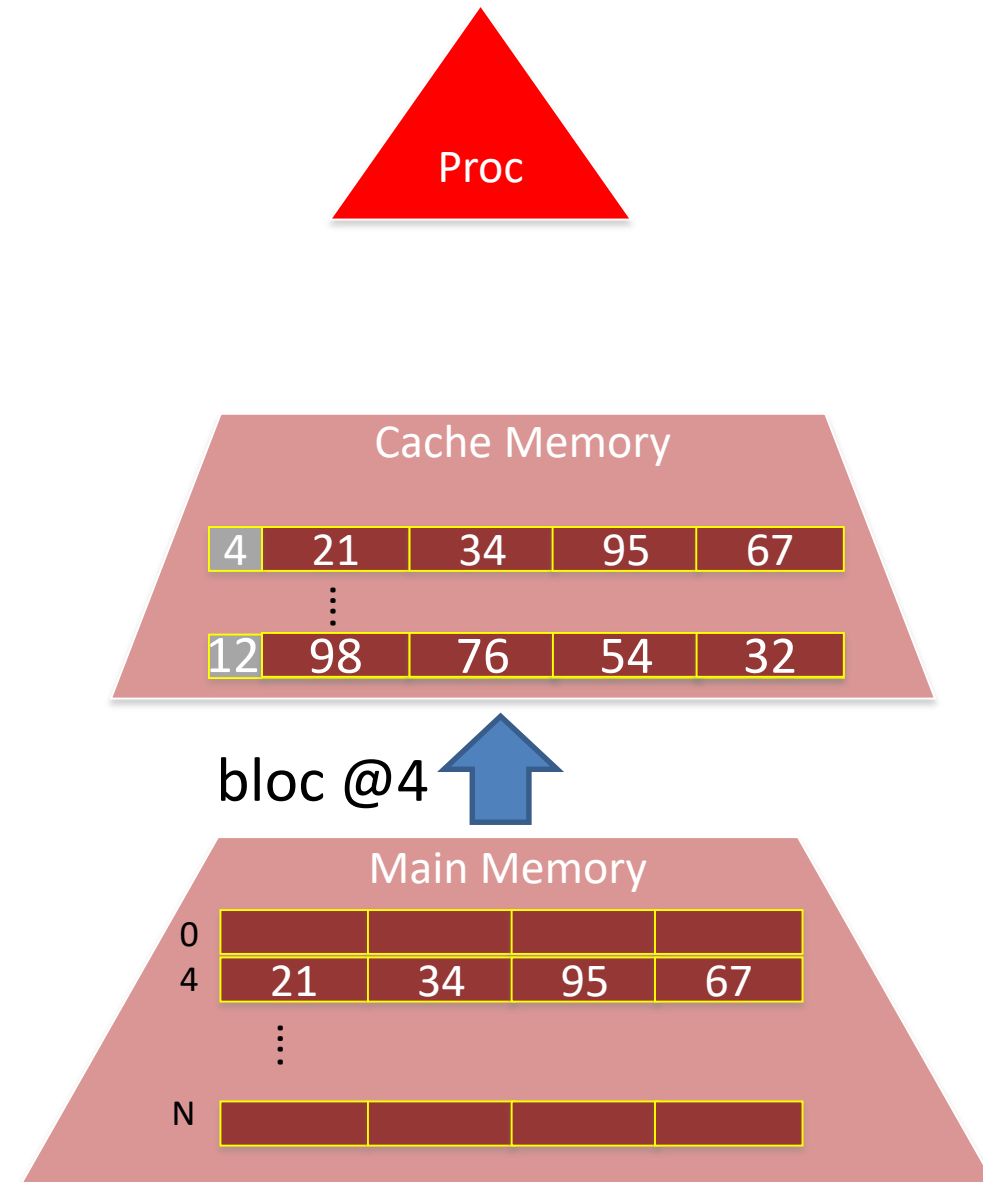 Proc
Cache Memory
4 21 34 95 67
⋮
12 98 76 54 32
bloc @4
Main Memory
0
4 21 34 95 67
⋮
N